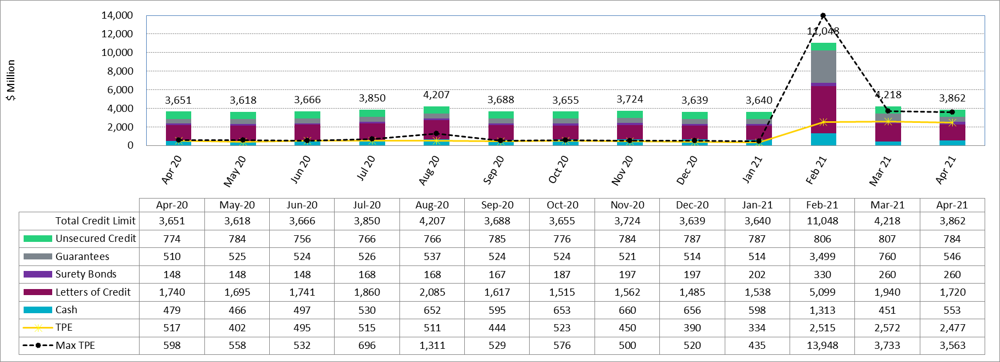 14,000
12,000
10,000
8,000
6,000
4,000
2,000
0
$ Million
3,651 3,618 3,666 3,850 4,207 3,688 3,655 3,724 3,639 3,640 11,048 4,218 3,862
Apr 20 May 20 Jun 20 Jul 20 Aug 20 Sep 20 Oct 20 Nov 20 Dec 20 Jan 21 Feb 21 Mar 21 Apr 21
Apr-20 May-20 Jun-20 Jul-20 Aug-20 Sep-20 Oct-20 Nov-20 Dec-20 Jan-21 Feb-21 Mar-21 Apr-21
Total Credit Limit 3,651 3,618 3,666 3,850 4,207 3,688 3,655 3,724 3,639 3,640 11,048 4,218 3,862
Unsecured Credit 774 784 756 766 766 785 776 784 787 787 806 807 784
Guarantees 510 525 524 526 537 524 524 521 514 514 3,499 760 546
Surety Bonds 148 148 148 168 168 167 187 197 197 202 330 260 260
Letters of Credit 1,740 1,695 1,741 1,860 2,085 1,617 1,515 1,562 1,485 1,538 5,099 1,940 1,720
Cash 479 466 497 530 652 595 653 660 656 598 1,313 451 553
TPE 517 402 495 515 511 444 523 450 390 334 2,515 2,572 2,477
Max TPE 598 558 532 696 1,311 529 576 500 520 435 13,948 3,733 3,563